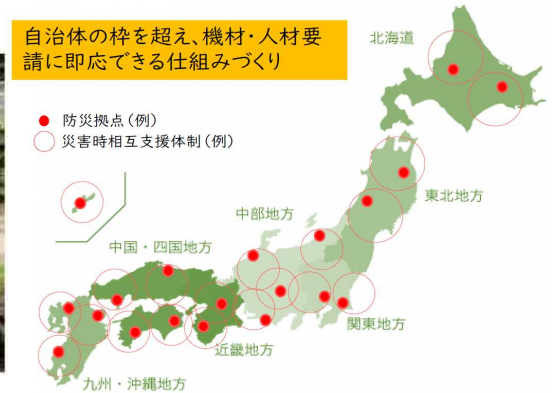 自治体の枠を超え、機材・人材要
請に即応できる仕組みづくり
北海道
防災拠点(例)
災害時相互支援体制(例)
東北地方
中部地方
中国・四国地方
関東地方
近畿地方
九州・沖縄地方